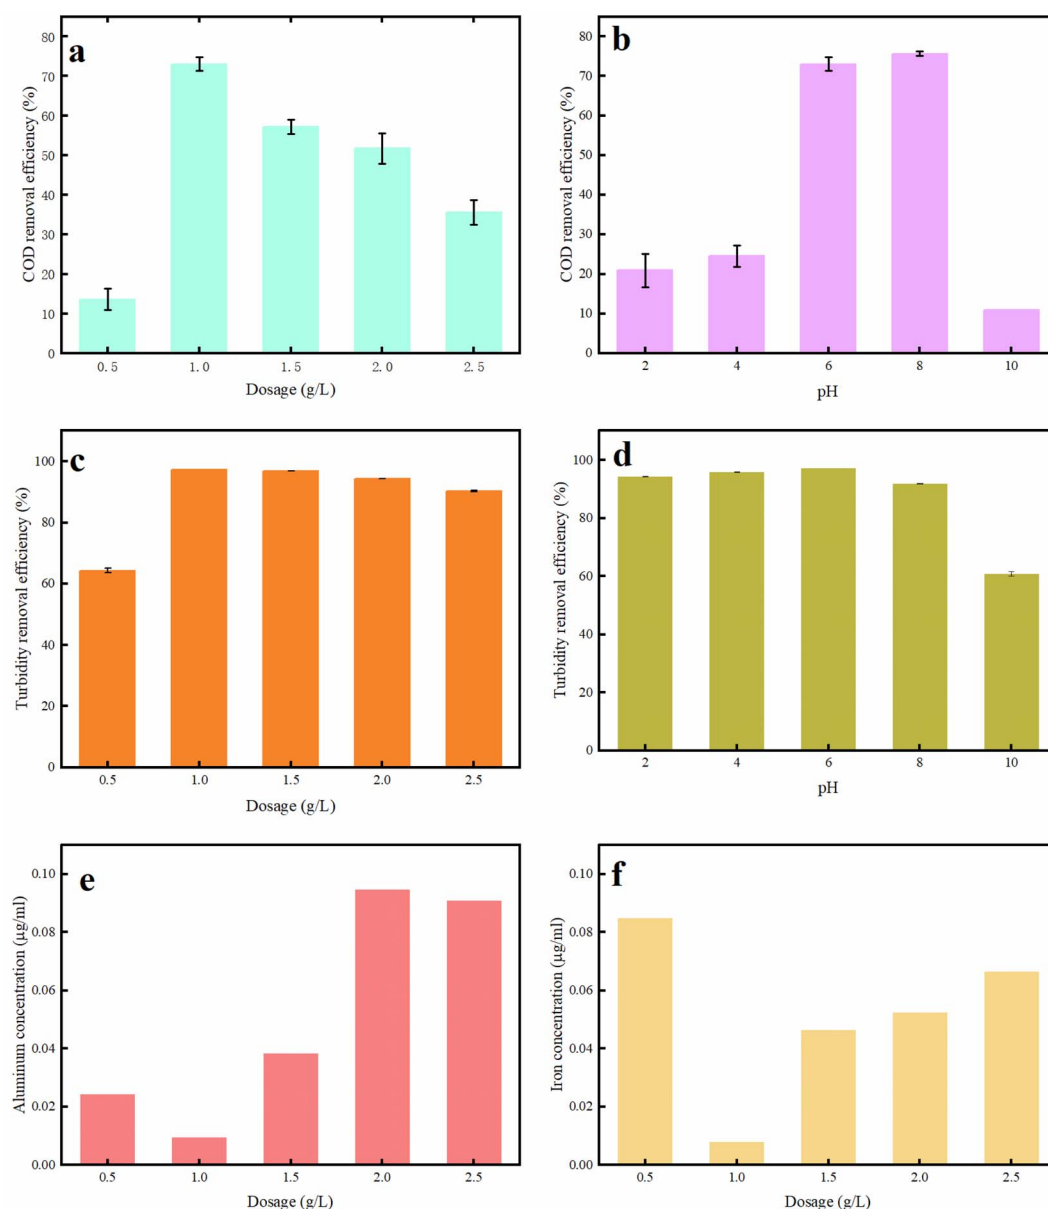 a
COD removal efficiency (%)
80
70
60
50
40
30
20
10
0
0.5 1.0 1.5 2.0 2.5
Dosage (g/L)
b
COD removal efficiency (%)
80
70
60
50
40
30
20
10
0
2 4 6 8 10
pH
c
Turbidity removal efficiency (%)
100
80
60
40
20
0
0.5 1.0 1.5 2.0 2.5
Dosage (g/L)
d
Turbidity removal efficiency (%)
100
80
60
40
20
0
2 4 6 8 10
pH
e
Aluminum concentration (μg/ml)
0.10
0.08
0.06
0.04
0.02
0.00
0.5 1.0 1.5 2.0 2.5
Dosage (g/L)
f
Iron concentration (μg/ml)
0.10
0.08
0.06
0.04
0.02
0.00
0.5 1.0 1.5 2.0 2.5
Dosage (g/L)